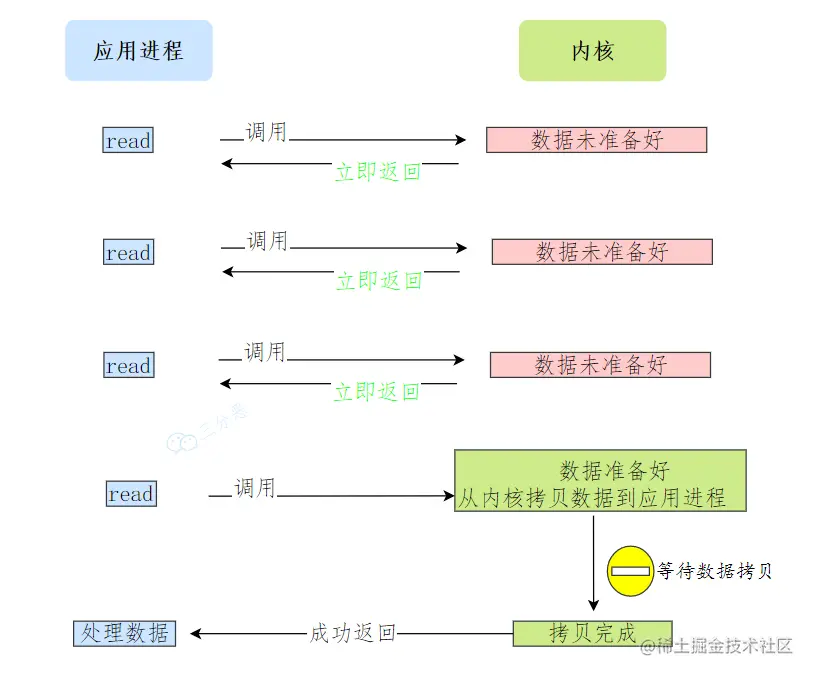 应用进程
内核
read
调用
数据未准备好
立即返回
read
调用
数据未准备好
立即返回
read
调用
数据未准备好
立即返回
三分恶
read
调用
数据准备好
从内核拷贝数据到应用进程
等待数据拷贝
处理数据
成功返回
拷贝完成
@稀土掘金技术社区